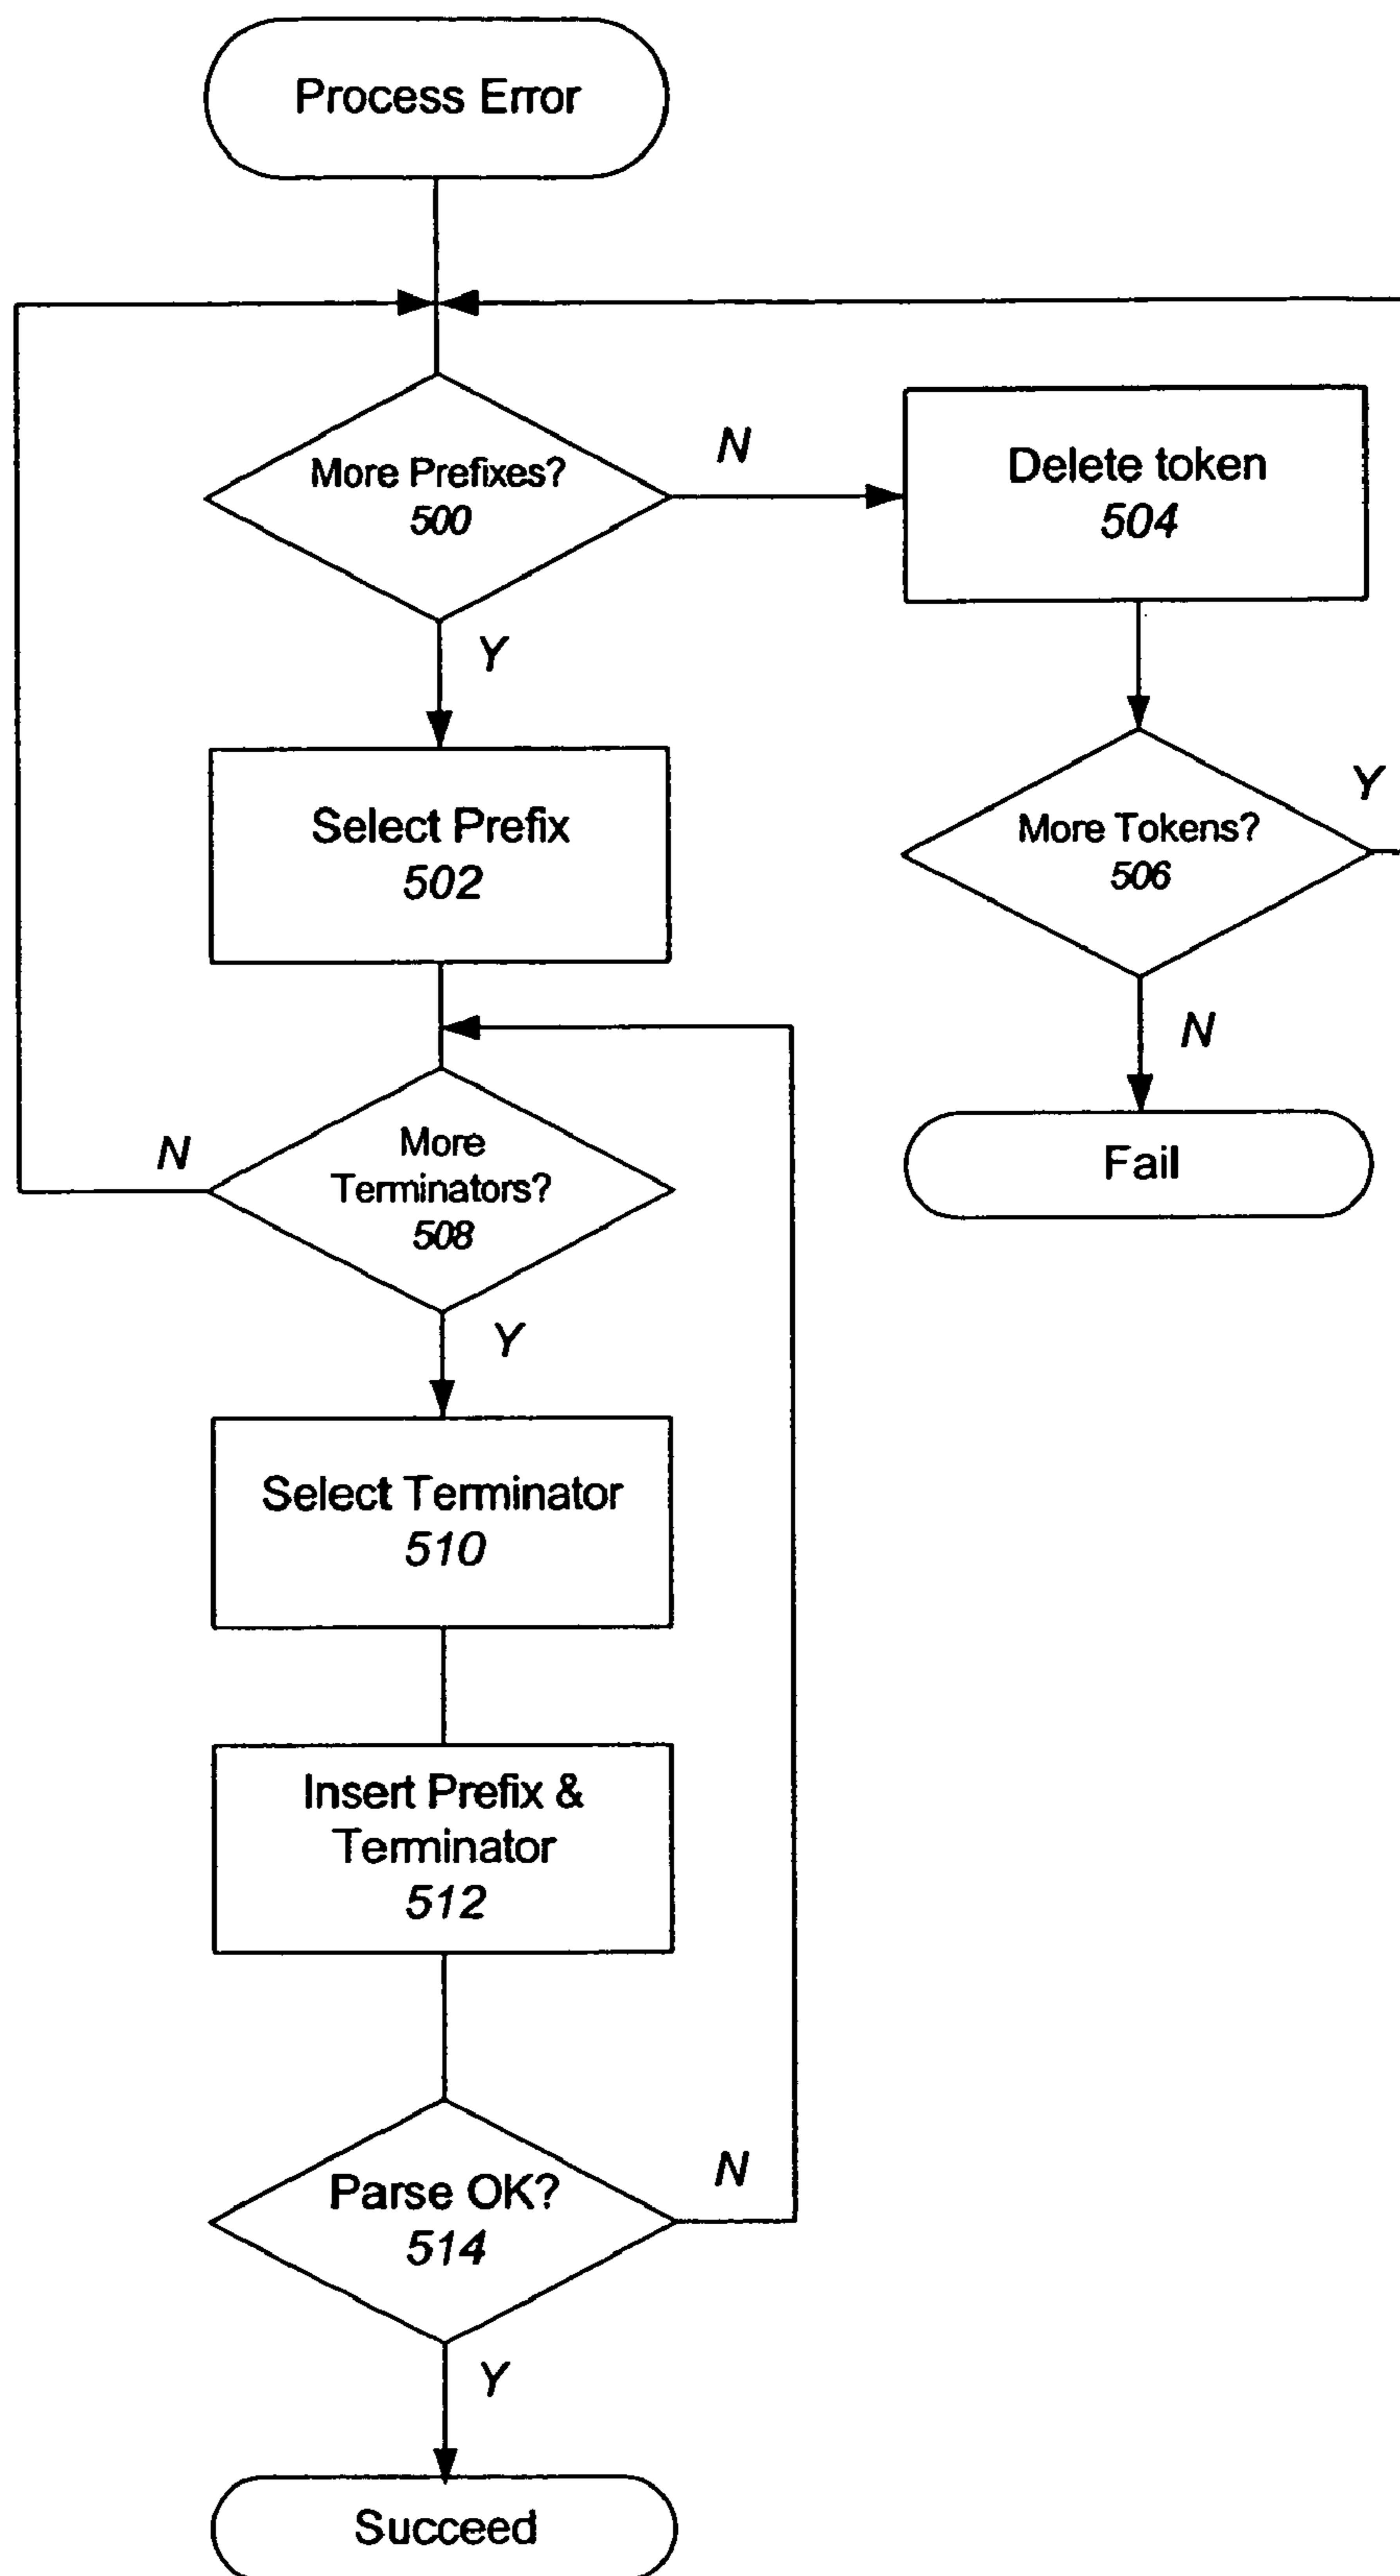 Process Error
More Prefixes?
500
N
Delete token
504
Y
Select Prefix
502
More Tokens?
506
Y
N
Fail
N
More
Terminators?
508
Y
Select Terminator
510
Insert Prefix &
Terminator
512
Parse OK?
514
N
Y
Succeed